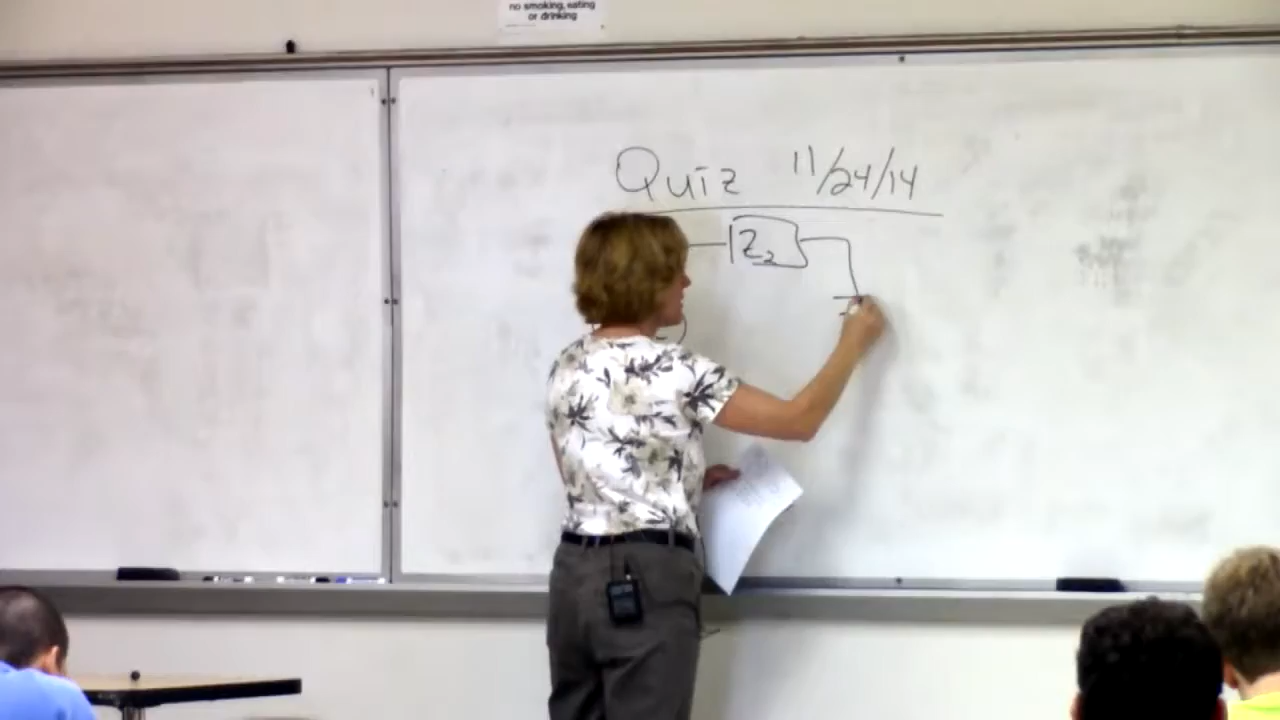 no smoking, eating
or drinking
Quiz 11/24/14
Z2